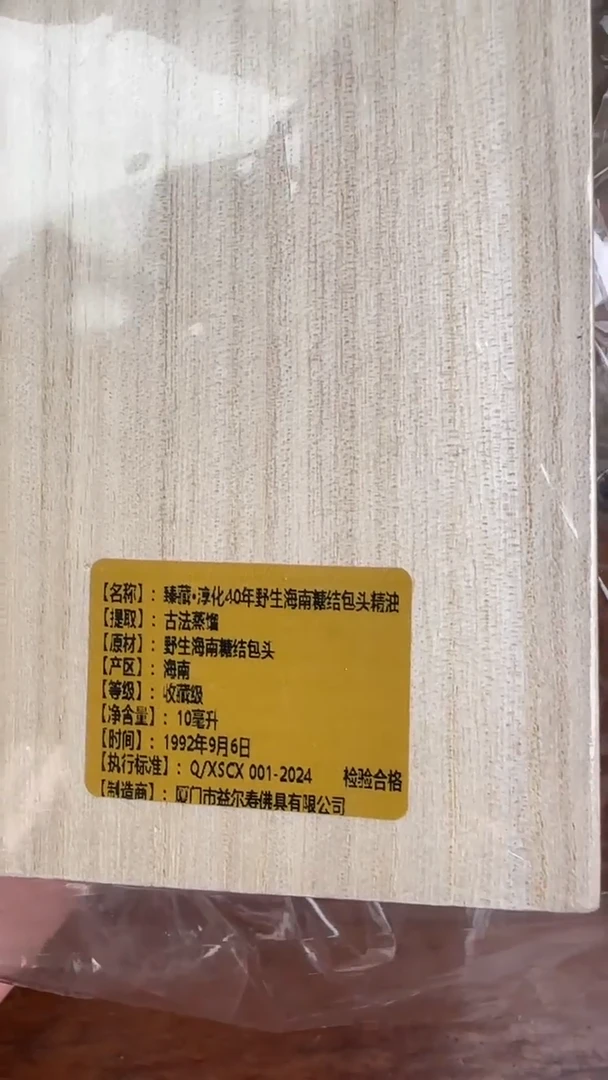 【名称】：臻藏•淳化40年野生海南糖结包头精油
【提取】：古法蒸馏
【原材】：野生海南糖结包头
【产区】：海南
【等级】：收藏级
【净含量】：10毫升
【时间】：1992年9月6日
【执行标准】：Q/XSCX 001-2024 检验合格
【制造商】：厦门市益尔寿佛具有限公司